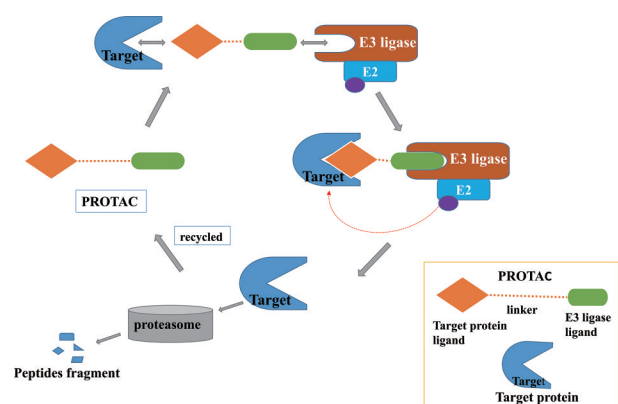 Target
E3 ligase
E2
E3 ligase
Target
E2
PROTAC
recycled
Target
proteasome
Peptides fragment
PROTAC
linker
Target protein
ligand
E3 ligase
ligand
Target
Target protein